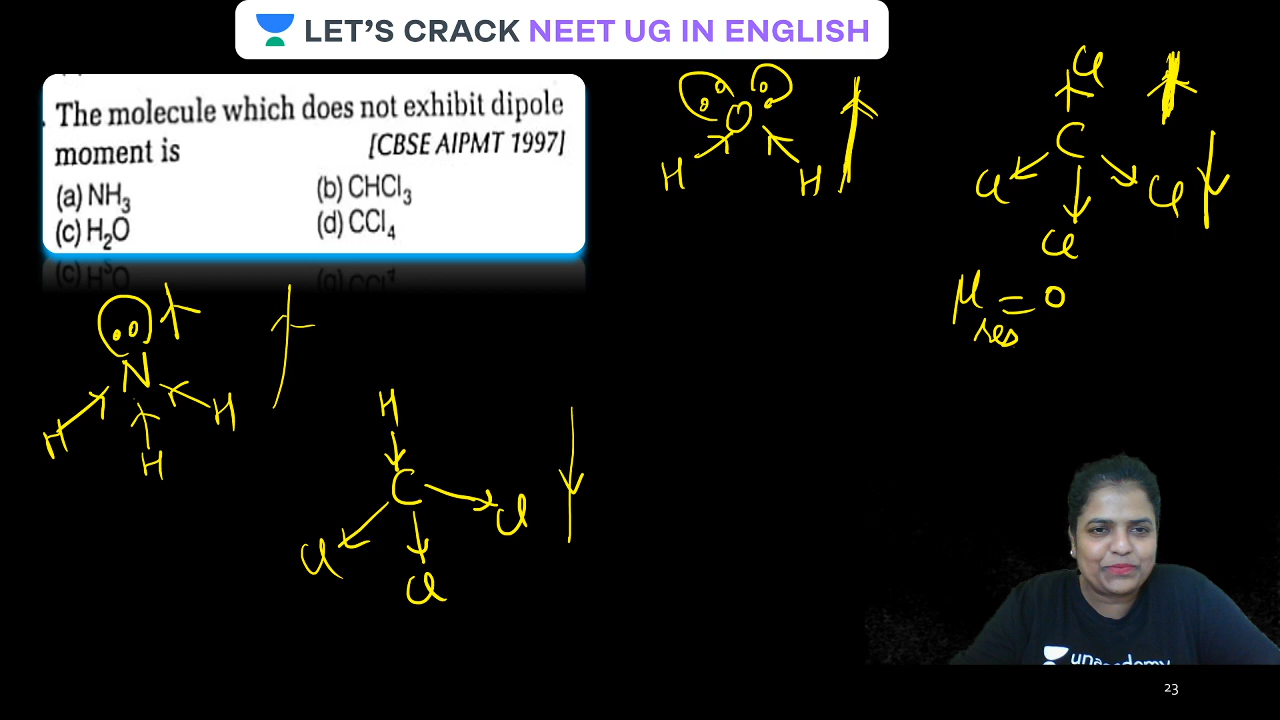 LET'S CRACK NEET UG IN ENGLISH
. The molecule which does not exhibit dipole
moment is [CBSE AIPMT 1997]
(a) NH₃ (b) CHCl₃
(c) H₂O (d) CCl₄
O
H H
Cl
C
Cl Cl
Cl
μres = 0
N
H H
H
H
C
Cl Cl
Cl
unacademy
23